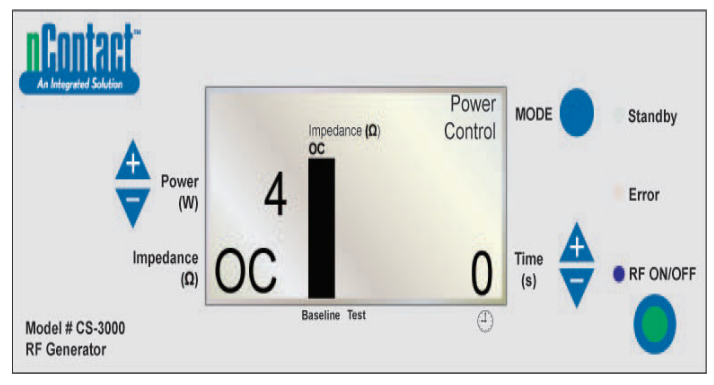 nContact™
An Integrated Solution
Power
(W)
Impedance
(Ω)
Model # CS-3000
RF Generator
Power
Control
Impedance (Ω)
OC
4
OC
0
Baseline Test
MODE
Time
(s)
Standby
Error
RF ON/OFF